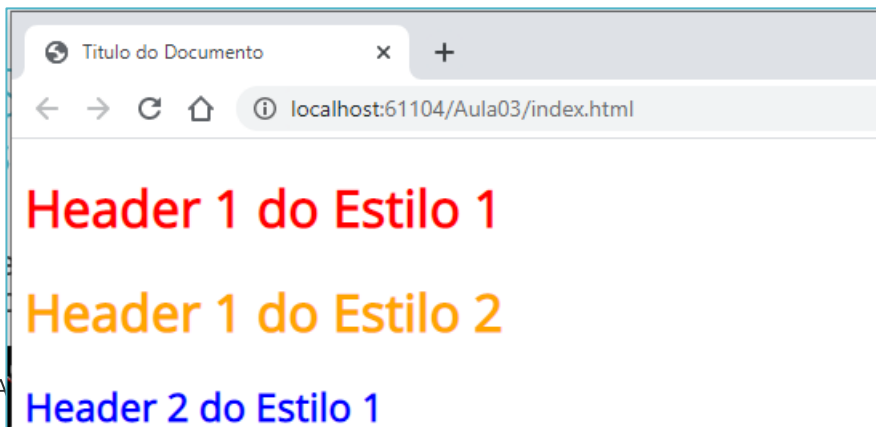 Titulo do Documento
localhost:61104/Aula03/index.html
Header 1 do Estilo 1
Header 1 do Estilo 2
Header 2 do Estilo 1